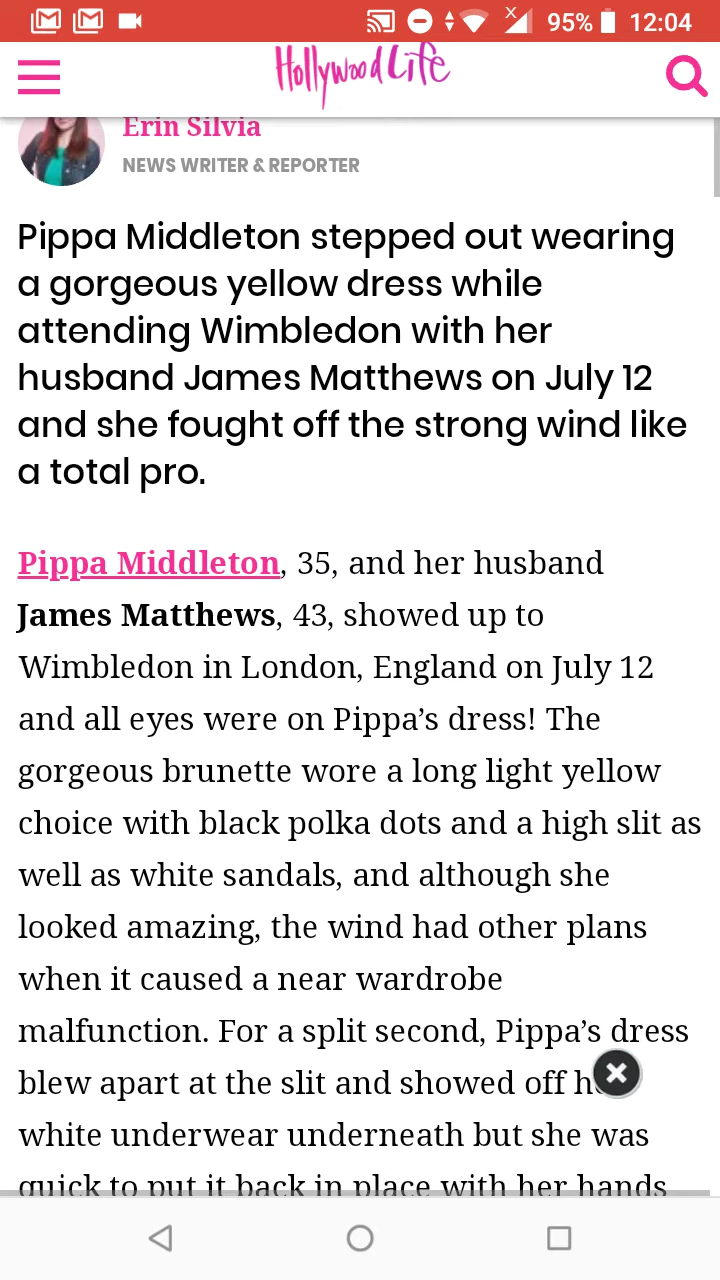 95% 12:04
Hollywood Life
Erin Silvia
NEWS WRITER & REPORTER
Pippa Middleton stepped out wearing
a gorgeous yellow dress while
attending Wimbledon with her
husband James Matthews on July 12
and she fought off the strong wind like
a total pro.
Pippa Middleton, 35, and her husband
James Matthews, 43, showed up to
Wimbledon in London, England on July 12
and all eyes were on Pippa’s dress! The
gorgeous brunette wore a long light yellow
choice with black polka dots and a high slit as
well as white sandals, and although she
looked amazing, the wind had other plans
when it caused a near wardrobe
malfunction. For a split second, Pippa’s dress
blew apart at the slit and showed off
white underwear underneath but she was
quick to put it back in place with her hands